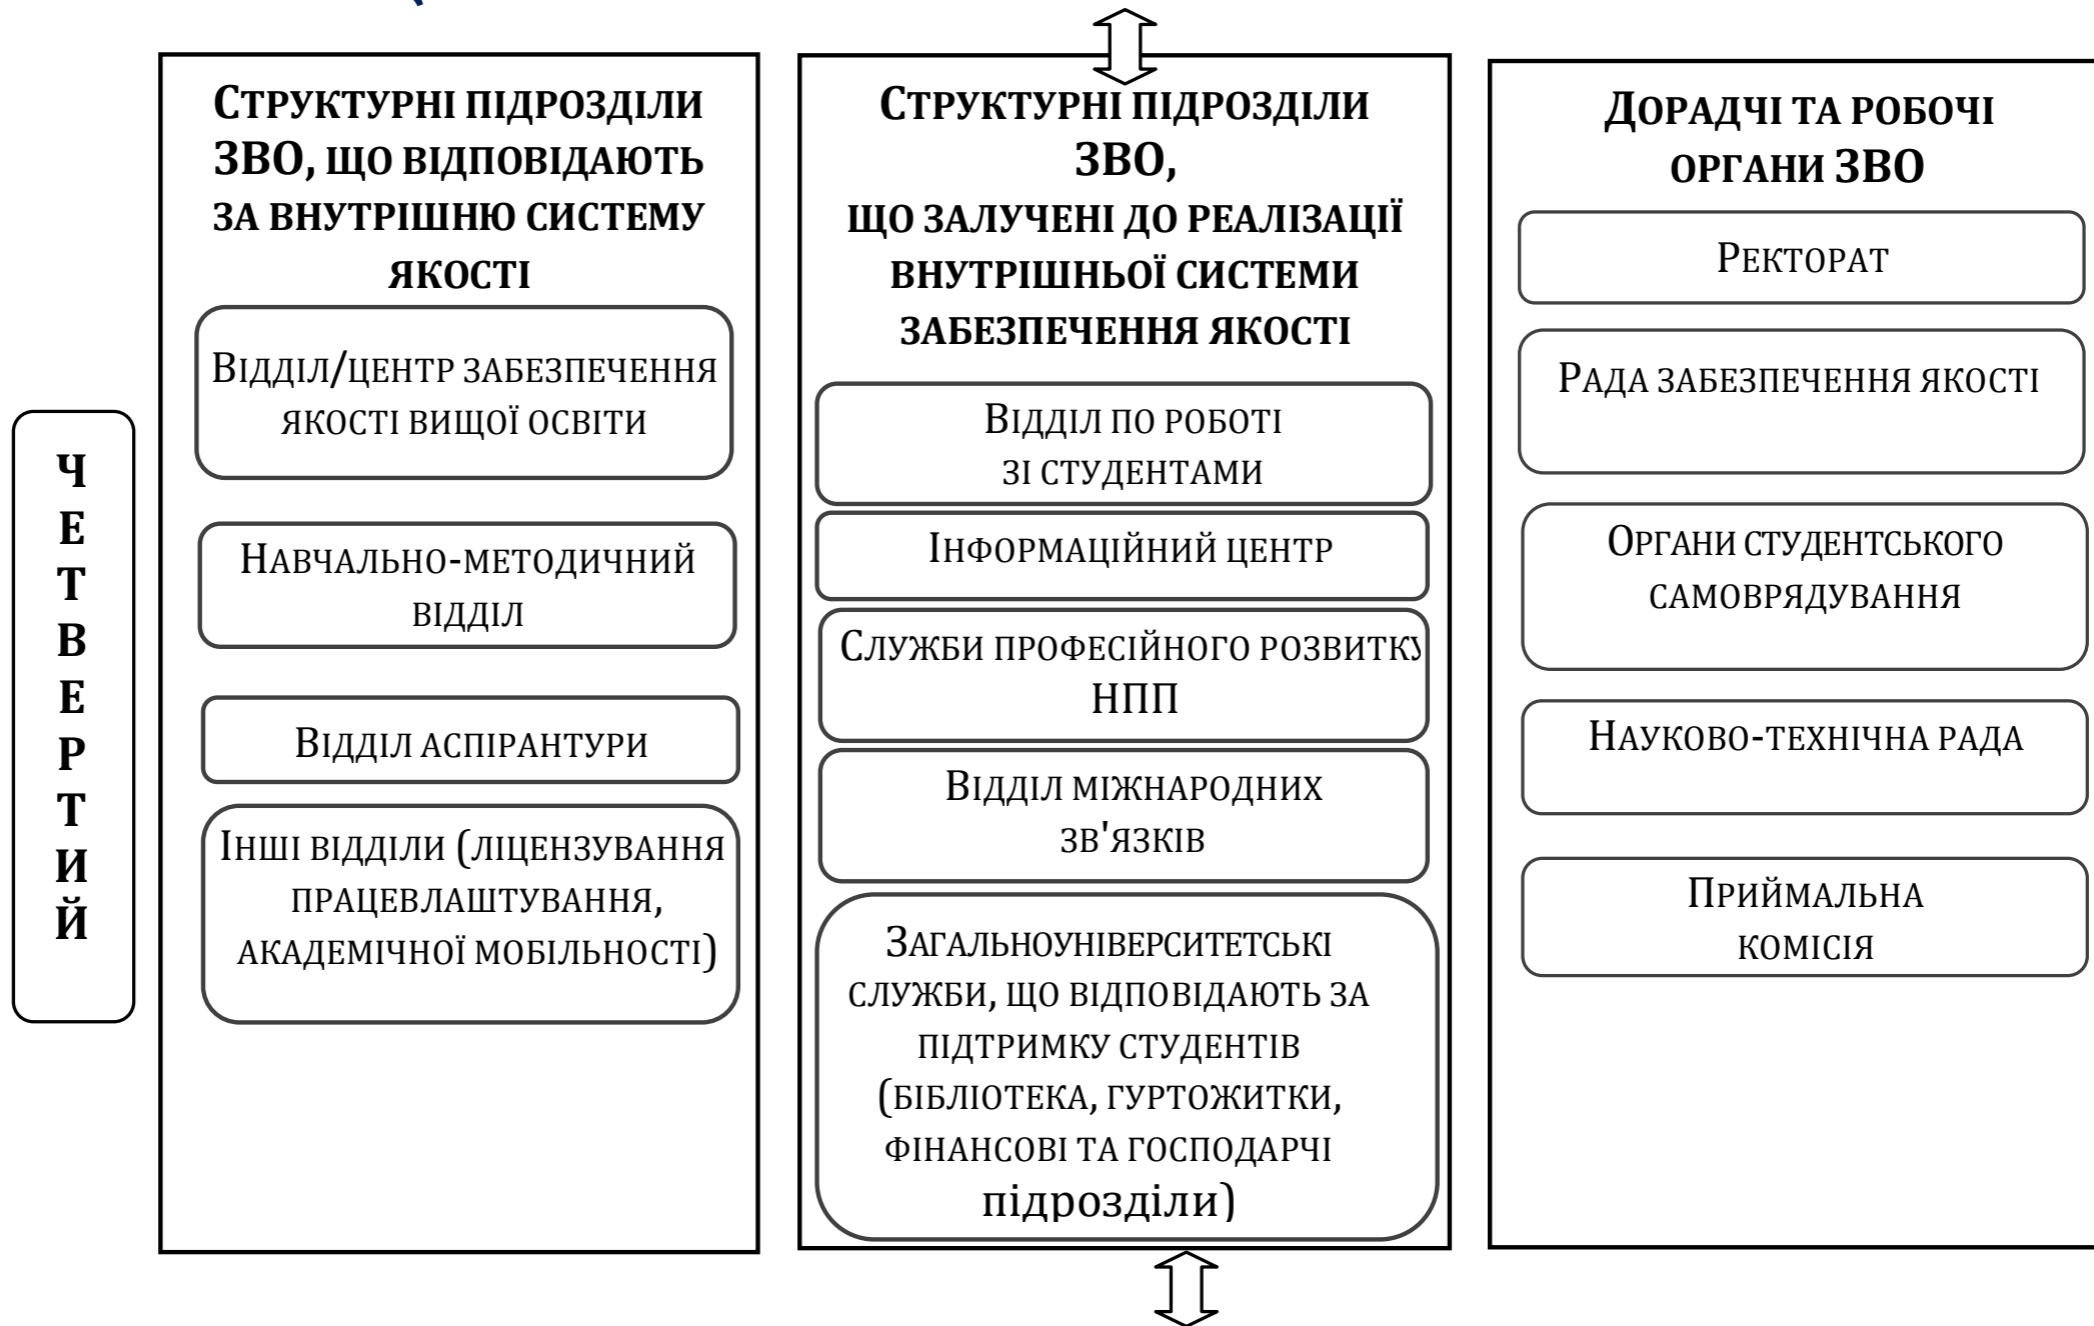 ЧЕТВЕРТИЙ
СТРУКТУРНІ ПІДРОЗДІЛИ
ЗВО, ЩО ВІДПОВІДАЮТЬ
ЗА ВНУТРІШНЮ СИСТЕМУ
ЯКОСТІ
ВІДДІЛ/ЦЕНТР ЗАБЕЗПЕЧЕННЯ
ЯКОСТІ ВИЩОЇ ОСВІТИ
НАВЧАЛЬНО-МЕТОДИЧНИЙ
ВІДДІЛ
ВІДДІЛ АСПІРАНТУРИ
ІНШІ ВІДДІЛИ (ЛІЦЕНЗУВАННЯ
ПРАЦЕВЛАШТУВАННЯ,
АКАДЕМІЧНОЇ МОБІЛЬНОСТІ)
СТРУКТУРНІ ПІДРОЗДІЛИ
ЗВО,
ЩО ЗАЛУЧЕНІ ДО РЕАЛІЗАЦІЇ
ВНУТРІШНЬОЇ СИСТЕМИ
ЗАБЕЗПЕЧЕННЯ ЯКОСТІ
ВІДДІЛ ПО РОБОТІ
ЗІ СТУДЕНТАМИ
ІНФОРМАЦІЙНИЙ ЦЕНТР
СЛУЖБИ ПРОФЕСІЙНОГО РОЗВИТКУ
НПП
ВІДДІЛ МІЖНАРОДНИХ
ЗВ'ЯЗКІВ
ЗАГАЛЬНОУНІВЕРСИТЕТСЬКІ
СЛУЖБИ, ЩО ВІДПОВІДАЮТЬ ЗА
ПІДТРИМКУ СТУДЕНТІВ
(БІБЛІОТЕКА, ГУРТОЖИТКИ,
ФІНАНСОВІ ТА ГОСПОДАРЧІ
підрозділи)
ДОРАДЧІ ТА РОБОЧІ
ОРГАНИ ЗВО
РЕКТОРАТ
РАДА ЗАБЕЗПЕЧЕННЯ ЯКОСТІ
ОРГАНИ СТУДЕНТСЬКОГО
САМОВРЯДУВАННЯ
НАУКОВО-ТЕХНІЧНА РАДА
ПРИЙМАЛЬНА
КОМІСІЯ